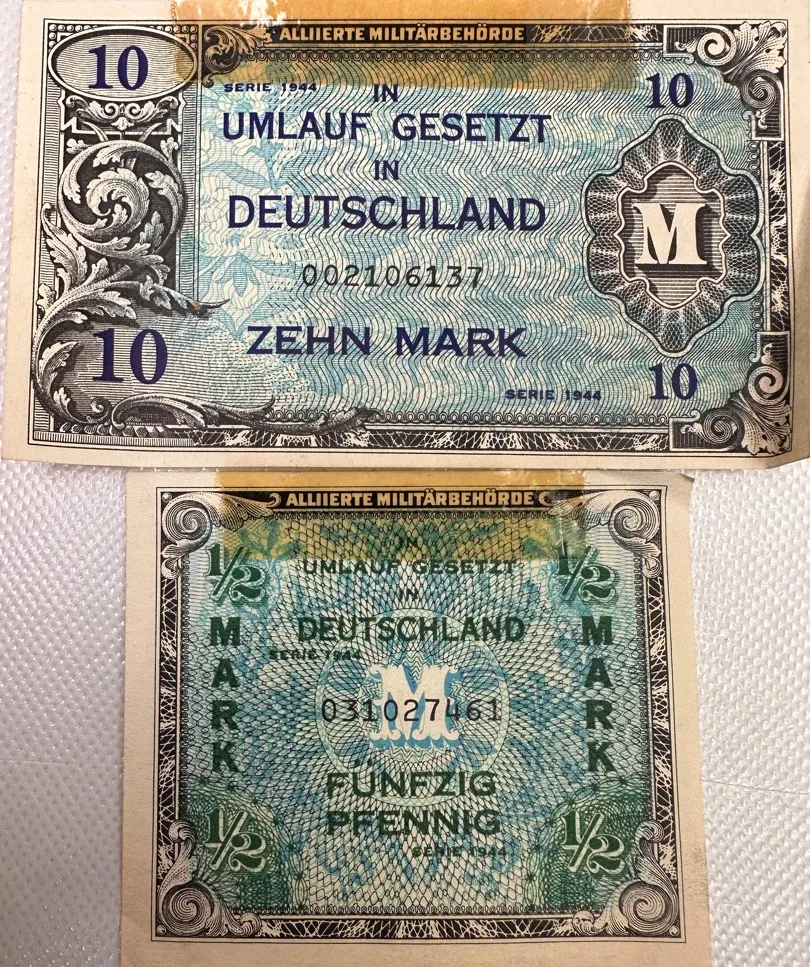 ALLIIERTE MILITÄRBEHÖRDE
10
SERIE 1944
IN
10
UMLAUF GESETZT
IN
DEUTSCHLAND
M
002106137
10
ZEHN MARK
SERIE 1944
10
ALLIIERTE MILITÄRBEHÖRDE
1/2
IN
1/2
UMLAUF GESETZT
IN
DEUTSCHLAND
SERIE 1944
MARK
M
MARK
031027461
FÜNFZIG
PFENNIG
1/2
1/2
SERIE 1944